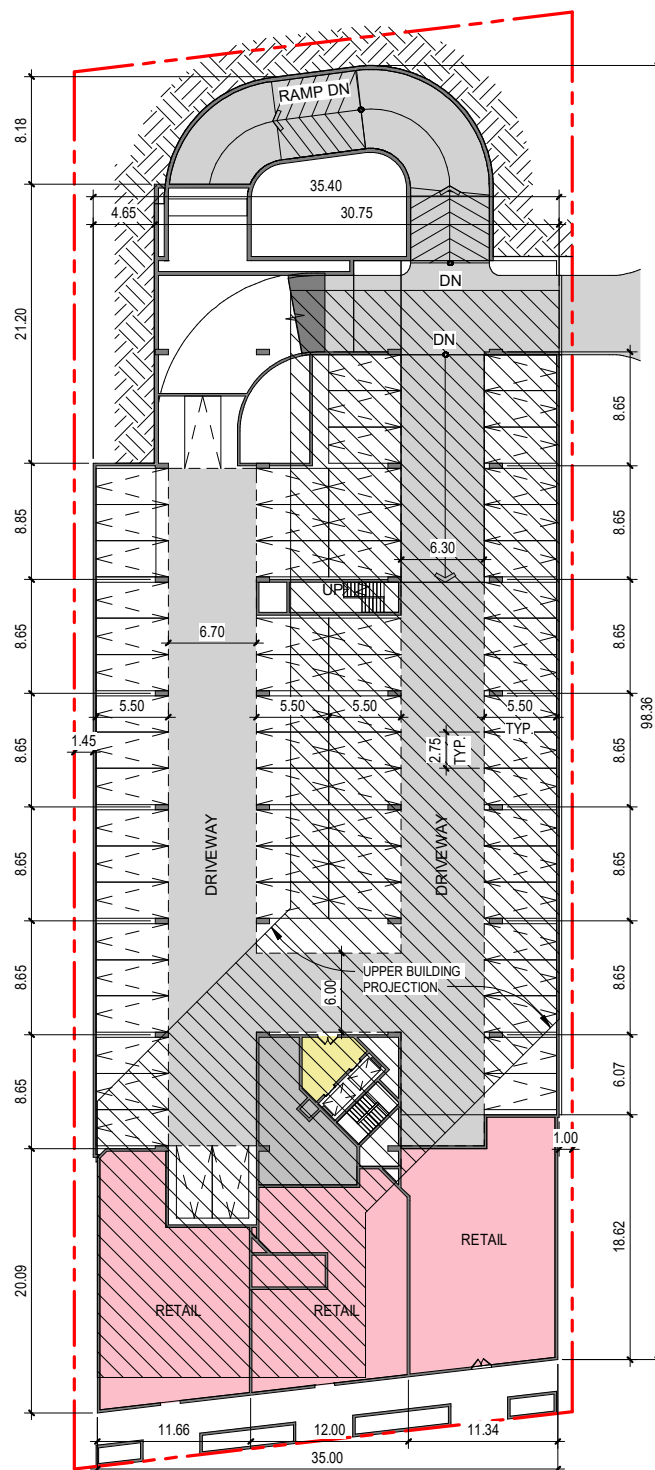 RAMP DN
8.18
35.40
4.65
30.75
DN
21.20
DN
8.65
8.85
8.65
6.30
UP
8.65
6.70
8.65
5.50
5.50
5.50
5.50
TYP.
98.36
1.45
2.75
TYP.
8.65
8.65
DRIVEWAY
DRIVEWAY
8.65
8.65
UPPER BUILDING
PROJECTION
6.00
8.65
8.65
8.65
6.07
1.00
18.62
20.09
RETAIL
RETAIL
RETAIL
11.66
12.00
11.34
35.00